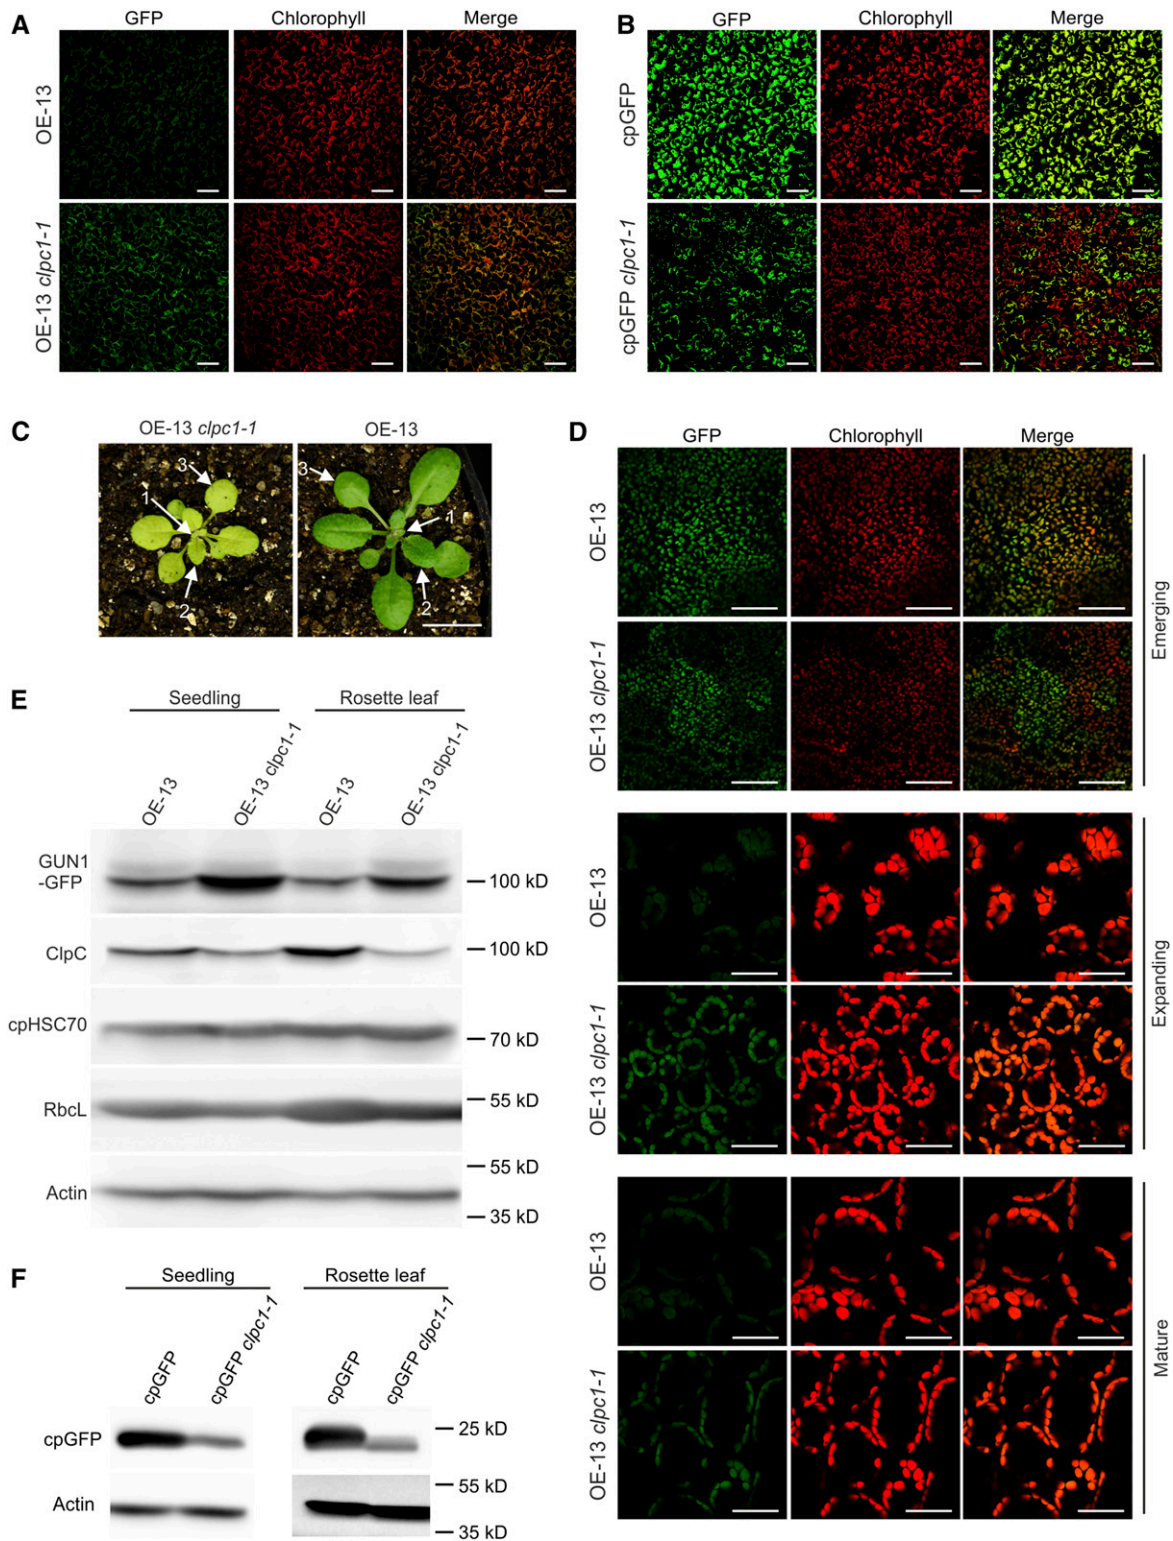 A
GFP Chlorophyll Merge
OE-13
OE-13 clpc1-1
B
GFP Chlorophyll Merge
cpGFP
cpGFP clpc1-1
C
OE-13 clpc1-1 OE-13
3
1
2
3
1
2
D
GFP Chlorophyll Merge
OE-13
OE-13 clpc1-1
Emerging
OE-13
OE-13 clpc1-1
Expanding
OE-13
OE-13 clpc1-1
Mature
E
Seedling Rosette leaf
OE-13 OE-13 clpc1-1 OE-13 OE-13 clpc1-1
GUN1
-GFP 100 kD
ClpC 100 kD
cpHSC70 70 kD
RbcL 55 kD
55 kD
Actin
35 kD
F
Seedling Rosette leaf
cpGFP cpGFP clpc1-1 cpGFP cpGFP clpc1-1
25 kD
cpGFP
55 kD
Actin
35 kD